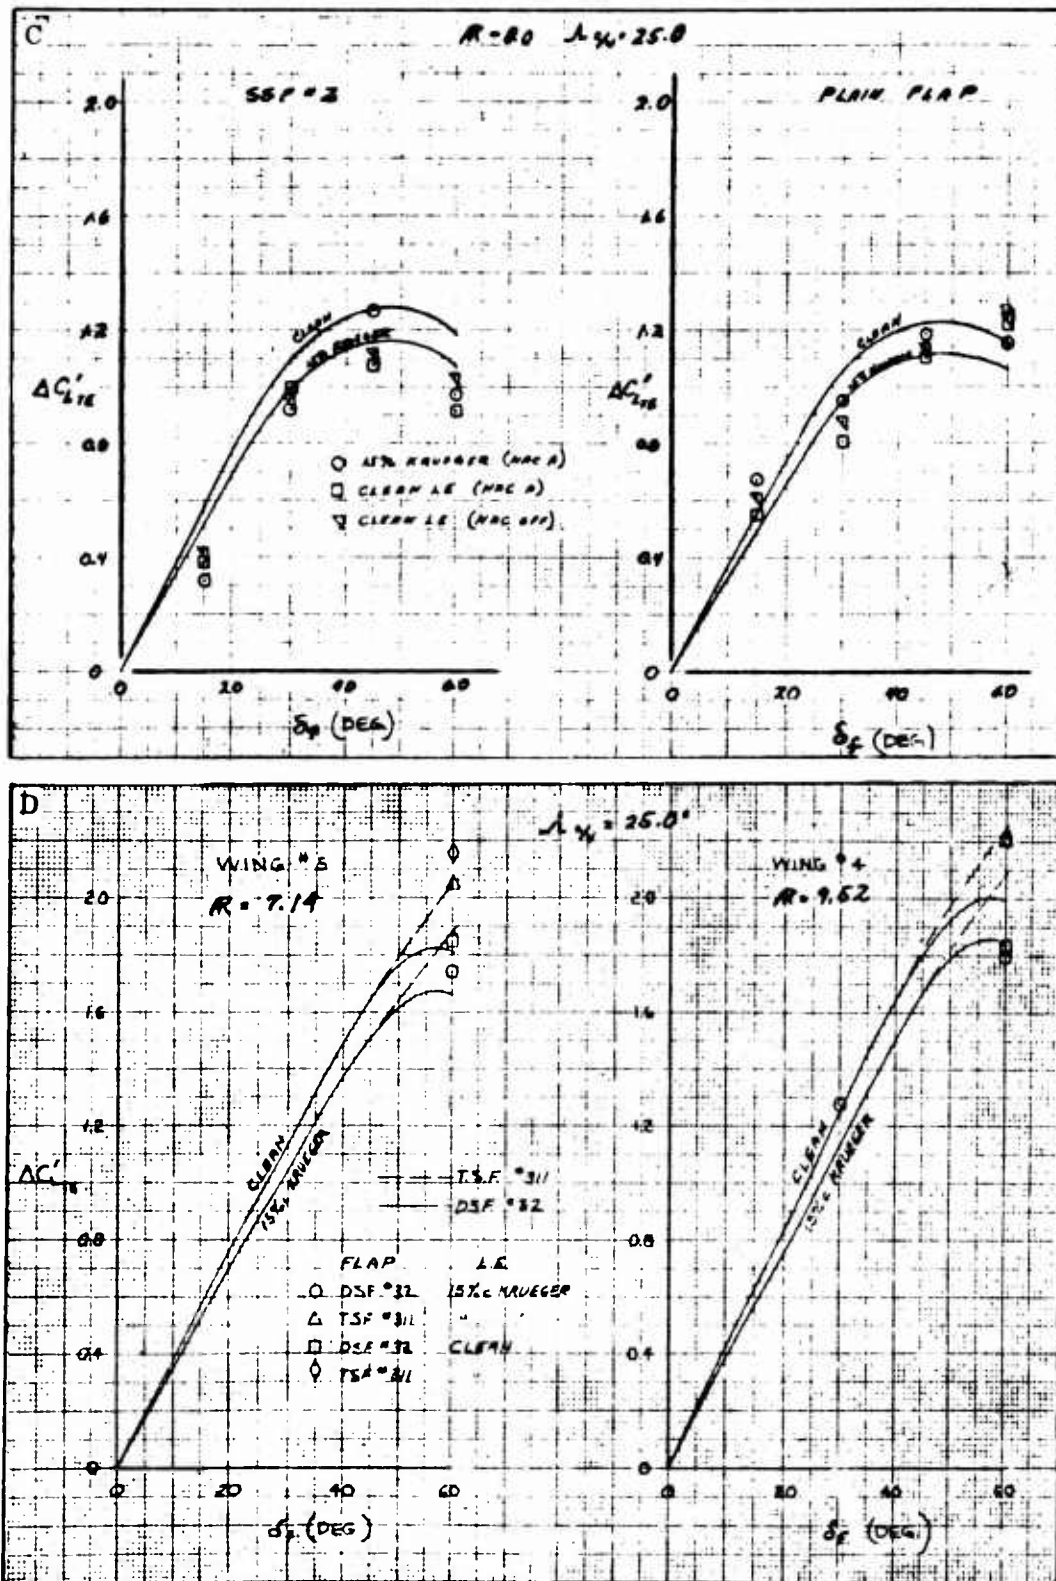 C
AR = 8.0 Λ c/4 = 25.0
SSF #2
PLAIN FLAP
2.0
2.0
1.6
1.6
1.2
1.2
CLEAN
CLEAN
ΔC'LTE
ΔC'LTE
0.8
0.8
○ 15% KRUEGER (NAC A)
□ CLEAN LE (NAC A)
CLEAN LE (NAC OFF)
0.4
0.4
0
0
0 20 40 60
0 20 40 60
δF (DEG)
δF (DEG)
D
Λ c/4 = 25.0°
WING #5
AR = 7.14
WING #4
AR = 9.52
2.0
2.0
1.6
1.6
1.2
1.2
CLEAN
15%c KRUEGER
CLEAN
15%c KRUEGER
ΔC'LTE
T.S.F. #311
DSF #32
0.8
0.8
FLAP L.E.
○ DSF #32 15%c KRUEGER
△ TSF #311 "
□ DSF #32 CLEAN
◊ TSF #311
0.4
0.4
0
0
0 20 40 60
0 20 40 60
δF (DEG)
δF (DEG)